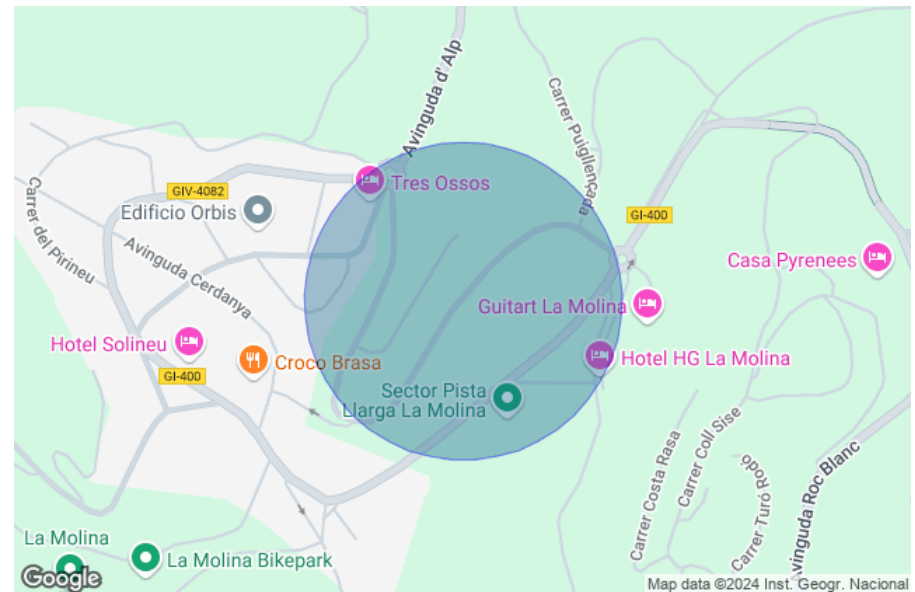 Avinguda d' Alp
Carrer Puigllençada
Tres Ossos
GIV-4082
Edificio Orbis
GI-400
Carrer del Pirineu
Avinguda Cerdanya
Casa Pyrenees
Guitart La Molina
Hotel Solineu
Croco Brasa
Hotel HG La Molina
GI-400
Sector Pista
Llarga La Molina
Carrer Costa Rasa
Carrer Coll Sise
Carrer Turó Rodó
Avinguda Roc Blanc
La Molina
La Molina Bikepark
Google
Map data ©2024 Inst. Geogr. Nacional